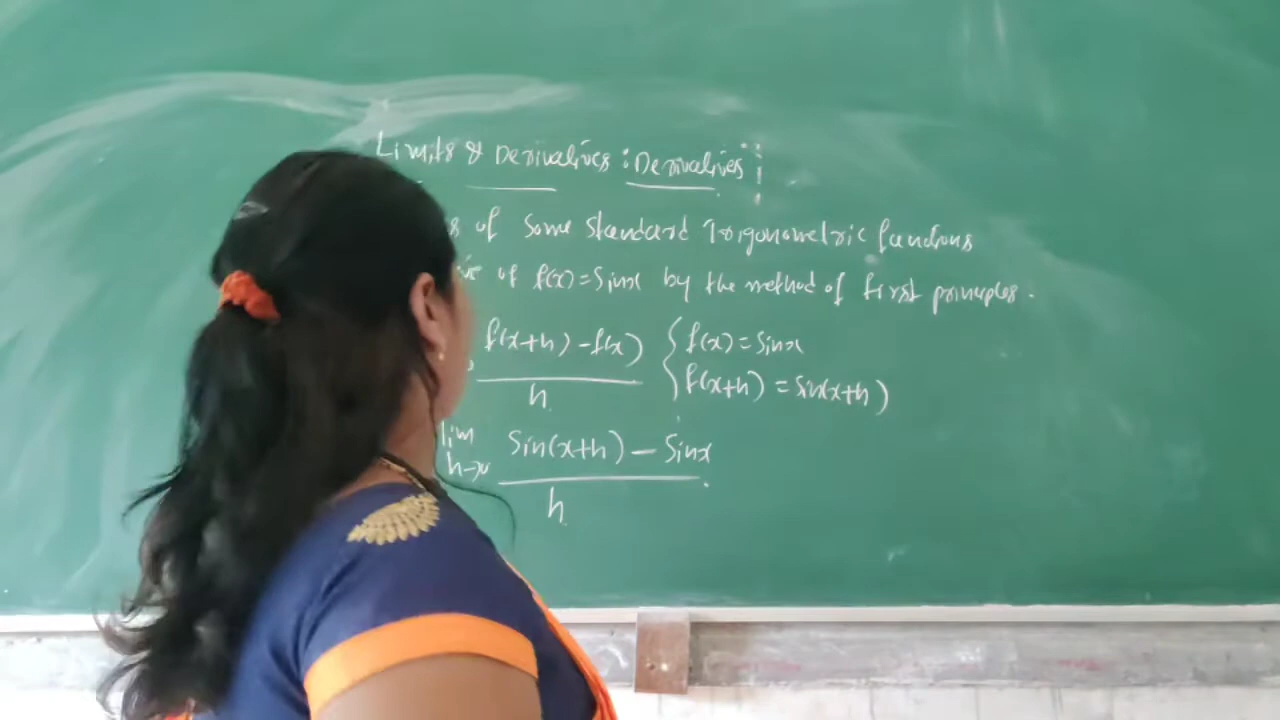 Limits & Derivatives : Derivatives :
of Some Standard Trigonometric functions
of f(x)=Sinx by the method of first principles.
f(x+h)-f(x) { f(x)=Sinx
h f(x+h)=Sin(x+h)
lim Sin(x+h)-Sinx
h→0 h